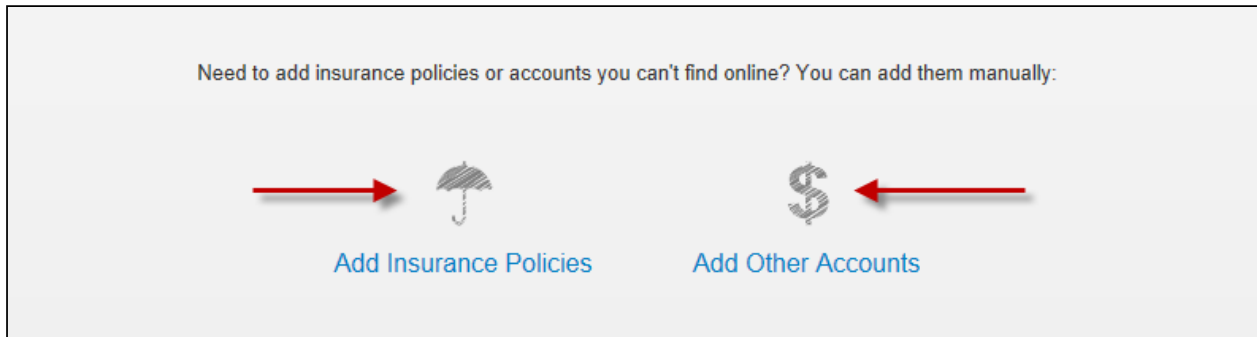 Need to add insurance policies or accounts you can't find online? You can add them manually:
Add Insurance Policies
Add Other Accounts